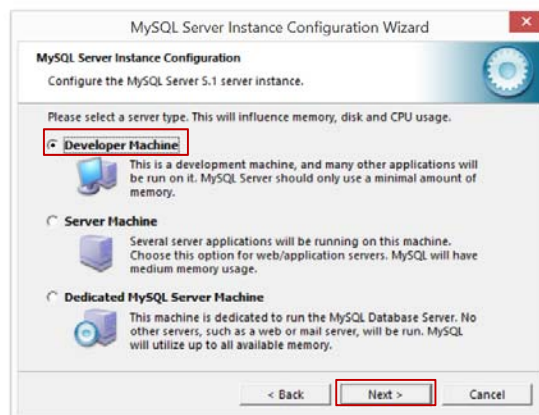 MySQL Server Instance Configuration Wizard
MySQL Server Instance Configuration
Configure the MySQL Server 5.1 server instance.
Please select a server type. This will influence memory, disk and CPU usage.
Developer Machine
This is a development machine, and many other applications will
be run on it. MySQL Server should only use a minimal amount of
memory.
Server Machine
Several server applications will be running on this machine.
Choose this option for web/application servers. MySQL will have
medium memory usage.
Dedicated MySQL Server Machine
This machine is dedicated to run the MySQL Database Server. No
other servers, such as a web or mail server, will be run. MySQL
will utilize up to all available memory.
< Back Next > Cancel